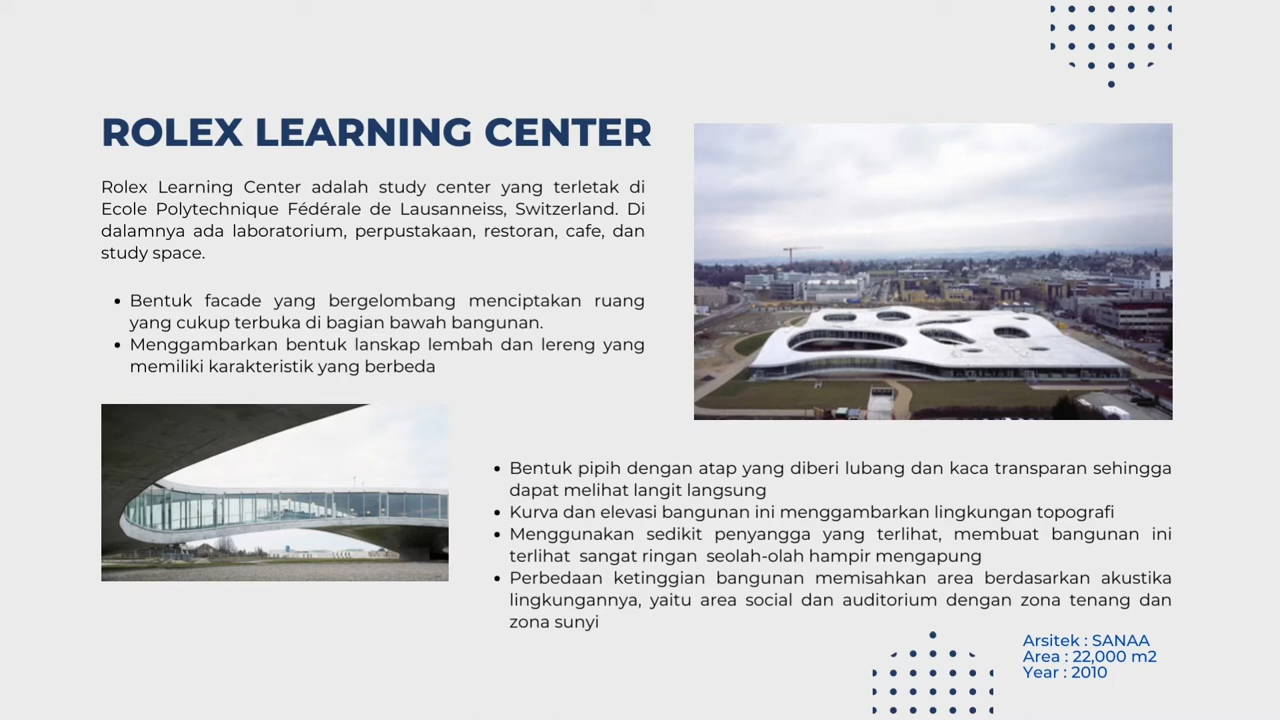 ROLEX LEARNING CENTER
Rolex Learning Center adalah study center yang terletak di
Ecole Polytechnique Fédérale de Lausanneiss, Switzerland. Di
dalamnya ada laboratorium, perpustakaan, restoran, cafe, dan
study space.
• Bentuk facade yang bergelombang menciptakan ruang
yang cukup terbuka di bagian bawah bangunan.
• Menggambarkan bentuk lanskap lembah dan lereng yang
memiliki karakteristik yang berbeda
• Bentuk pipih dengan atap yang diberi lubang dan kaca transparan sehingga
dapat melihat langit langsung
• Kurva dan elevasi bangunan ini menggambarkan lingkungan topografi
• Menggunakan sedikit penyangga yang terlihat, membuat bangunan ini
terlihat sangat ringan seolah-olah hampir mengapung
• Perbedaan ketinggian bangunan memisahkan area berdasarkan akustika
lingkungannya, yaitu area social dan auditorium dengan zona tenang dan
zona sunyi
Arsitek : SANAA
Area : 22,000 m2
Year : 2010